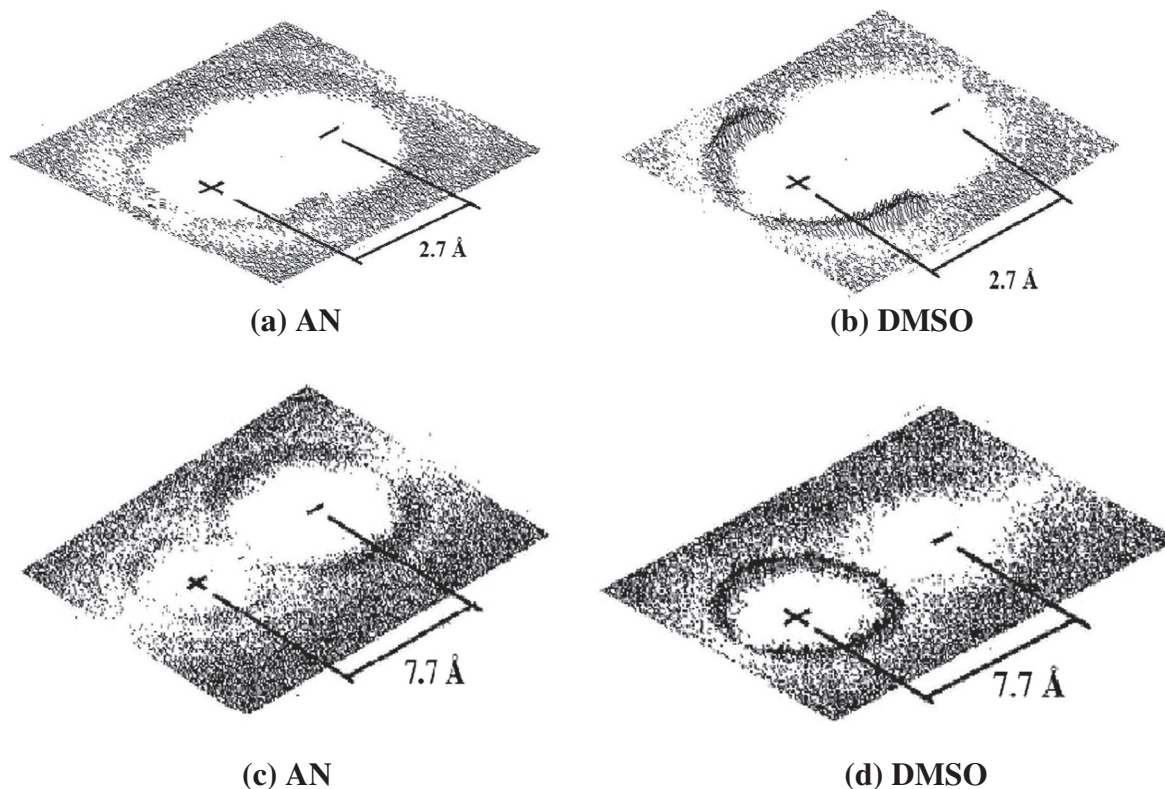 2.7 Å
2.7 Å
(a) AN
(b) DMSO
7.7 Å
7.7 Å
(c) AN
(d) DMSO